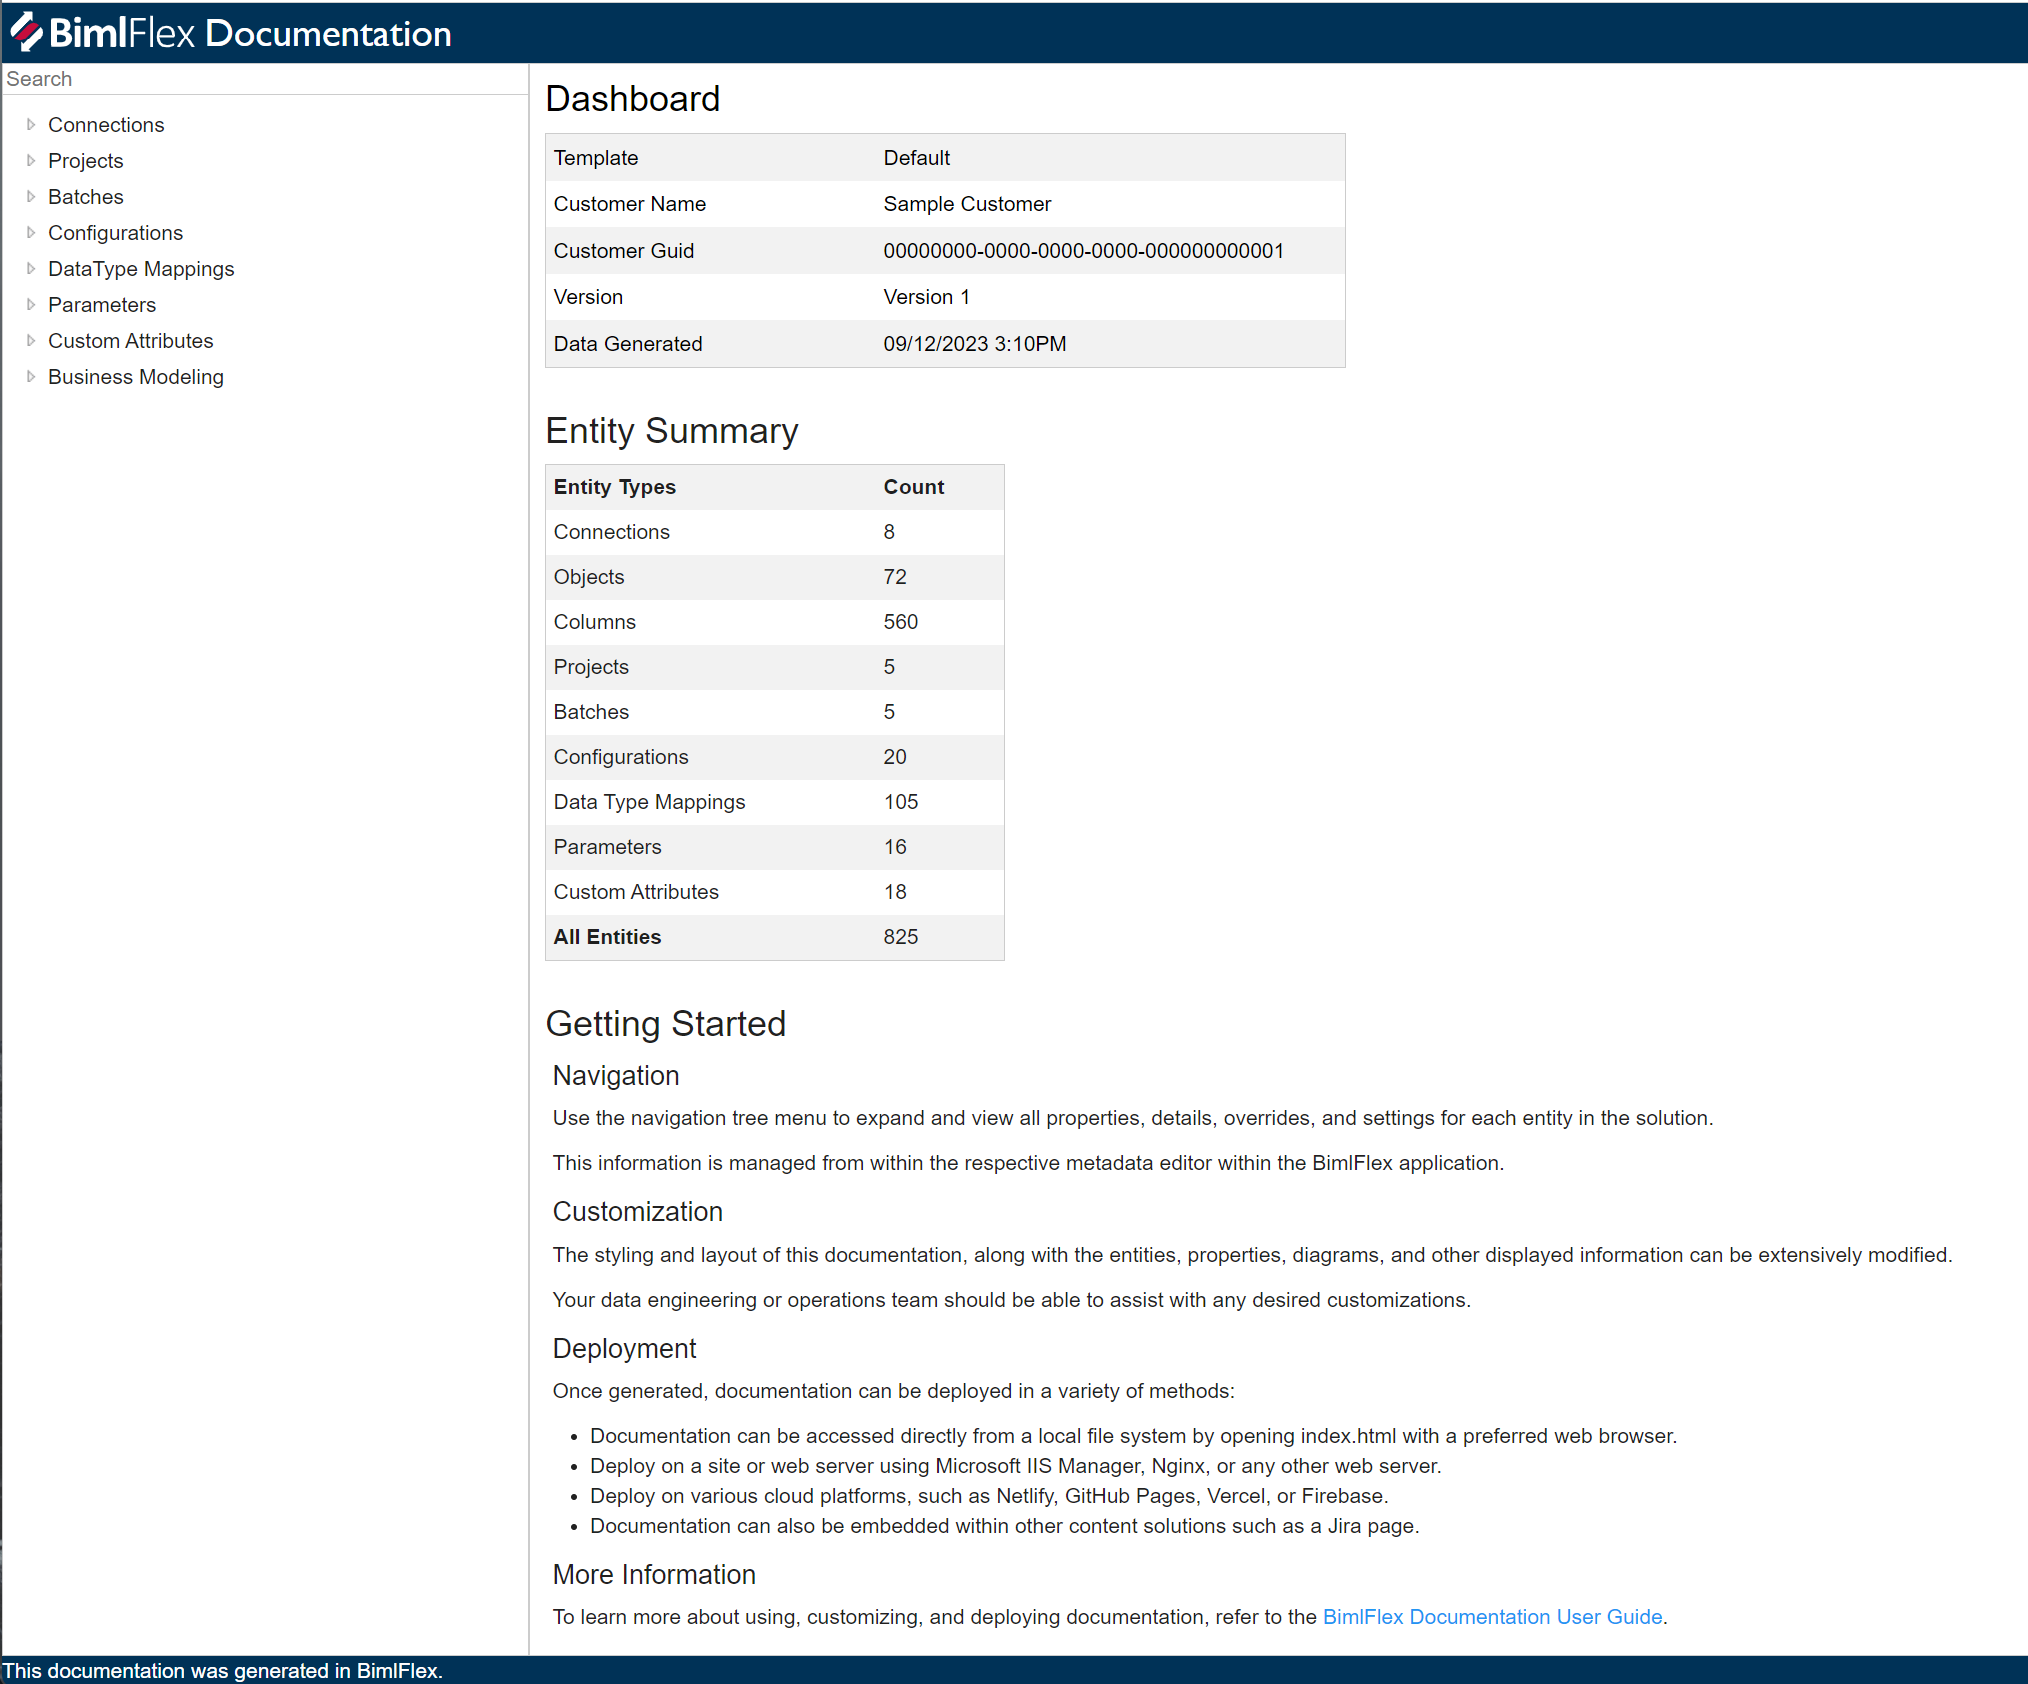 BimlFlex Documentation
Search
Connections
Projects
Batches
Configurations
DataType Mappings
Parameters
Custom Attributes
Business Modeling
Dashboard
Template Default
Customer Name Sample Customer
Customer Guid 00000000-0000-0000-0000-000000000001
Version Version 1
Data Generated 09/12/2023 3:10PM
Entity Summary
Entity Types Count
Connections 8
Objects 72
Columns 560
Projects 5
Batches 5
Configurations 20
Data Type Mappings 105
Parameters 16
Custom Attributes 18
All Entities 825
Getting Started
Navigation
Use the navigation tree menu to expand and view all properties, details, overrides, and settings for each entity in the solution.
This information is managed from within the respective metadata editor within the BimlFlex application.
Customization
The styling and layout of this documentation, along with the entities, properties, diagrams, and other displayed information can be extensively modified.
Your data engineering or operations team should be able to assist with any desired customizations.
Deployment
Once generated, documentation can be deployed in a variety of methods:
• Documentation can be accessed directly from a local file system by opening index.html with a preferred web browser.
• Deploy on a site or web server using Microsoft IIS Manager, Nginx, or any other web server.
• Deploy on various cloud platforms, such as Netlify, GitHub Pages, Vercel, or Firebase.
• Documentation can also be embedded within other content solutions such as a Jira page.
More Information
To learn more about using, customizing, and deploying documentation, refer to the BimlFlex Documentation User Guide.
This documentation was generated in BimlFlex.